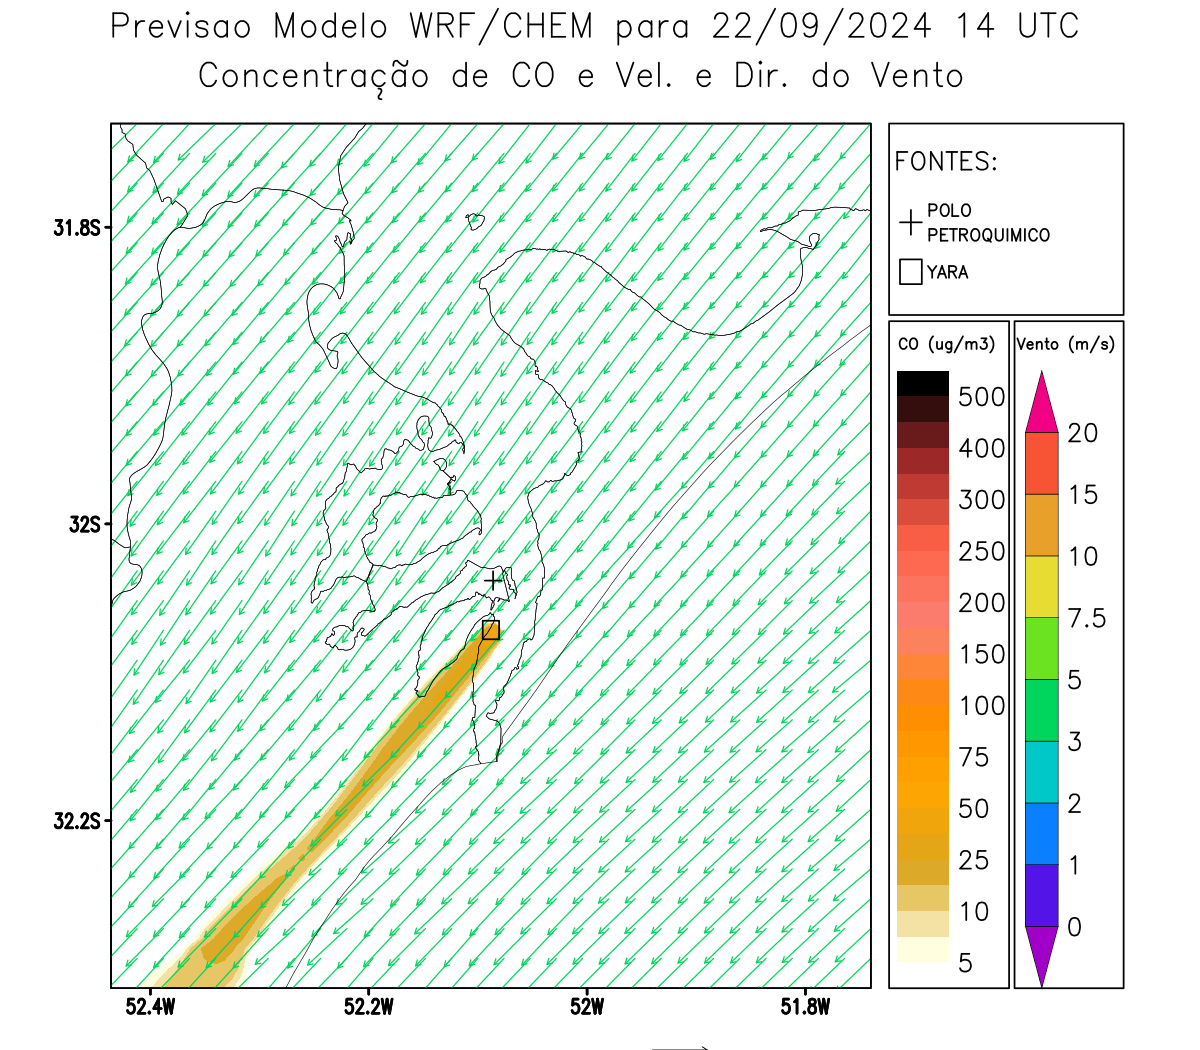 Previsao Modelo WRF/CHEM para 22/09/2024 14 UTC
Concentração de CO e Vel. e Dir. do Vento
FONTES:
POLO
PETROQUIMICO
YARA
CO (ug/m3)
500
400
300
250
200
150
100
75
50
25
10
5
Vento (m/s)
20
15
10
7.5
5
3
2
1
0
31.8S
32S
32.2S
52.4W
52.2W
52W
51.8W